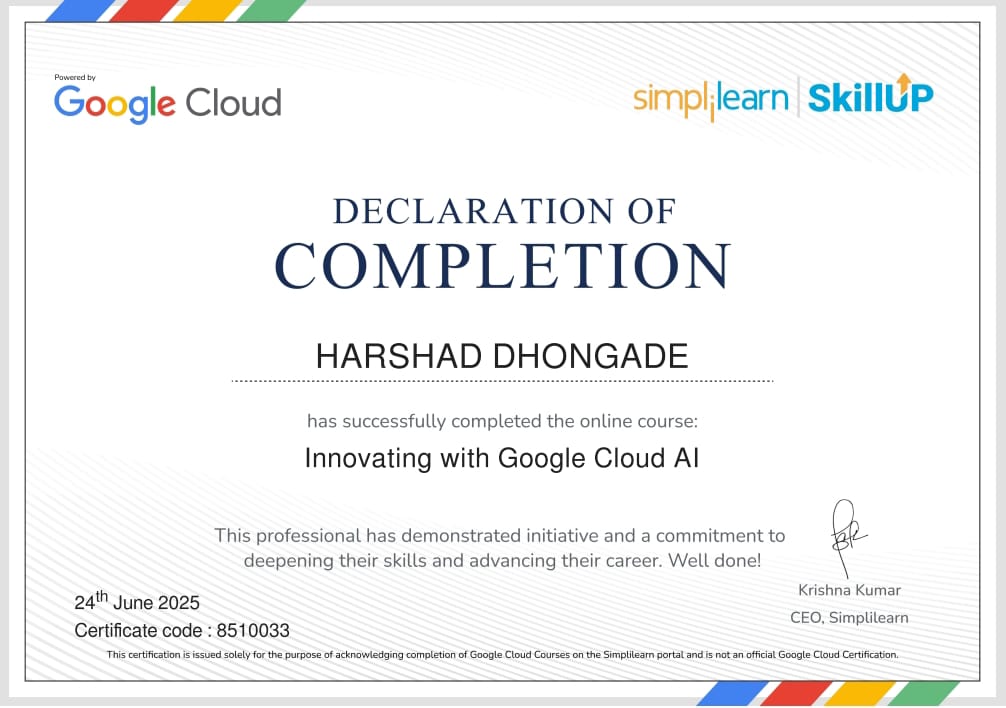 Powered by
Google Cloud
simplilearn | SkillUP
DECLARATION OF
COMPLETION
HARSHAD DHONGADE
has successfully completed the online course:
Innovating with Google Cloud AI
This professional has demonstrated initiative and a commitment to
deepening their skills and advancing their career. Well done!
24th June 2025
Certificate code : 8510033
Krishna Kumar
CEO, Simplilearn
This certification is issued solely for the purpose of acknowledging completion of Google Cloud Courses on the Simplilearn portal and is not an official Google Cloud Certification.